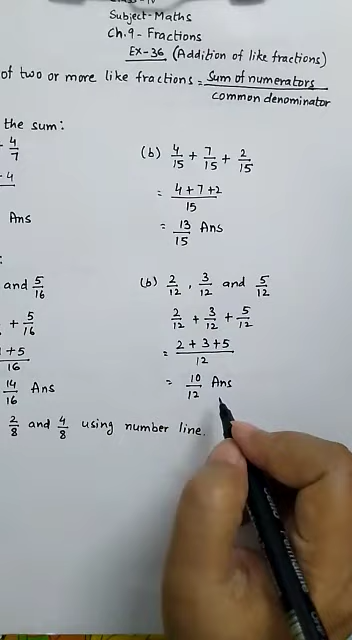 Subject-Maths
Ch.9- Fractions
Ex-36 (Addition of like fractions)
of two or more like fractions = Sum of numerators / common denominator
the sum:
4/7
(b) 4/15 + 7/15 + 2/15
= 4+7+2 / 15
Ans
= 13/15 Ans
and 5/16
(b) 2/12, 3/12 and 5/12
+ 5/16
2/12 + 3/12 + 5/12
+5 / 16
= 2+3+5 / 12
14/16 Ans
= 10/12 Ans
2/8 and 4/8 using number line.